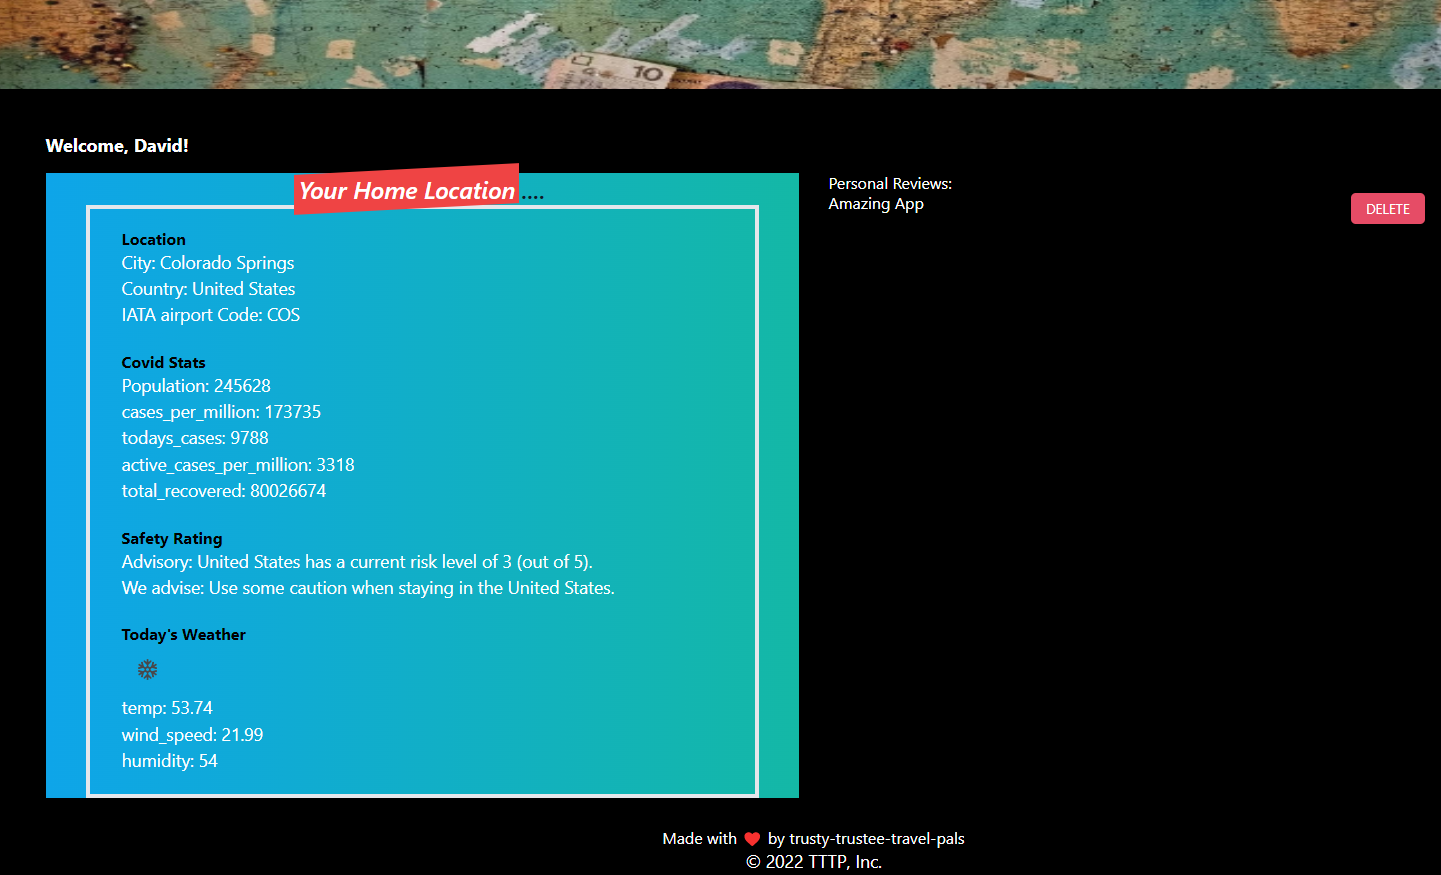 10
Welcome, David!
Your Home Location....
Location
City: Colorado Springs
Country: United States
IATA airport Code: COS
Covid Stats
Population: 245628
cases_per_million: 173735
todays_cases: 9788
active_cases_per_million: 3318
total_recovered: 80026674
Safety Rating
Advisory: United States has a current risk level of 3 (out of 5).
We advise: Use some caution when staying in the United States.
Today's Weather
temp: 53.74
wind_speed: 21.99
humidity: 54
Personal Reviews:
Amazing App
DELETE
Made with ❤️ by trusty-trustee-travel-pals
© 2022 TTTP, Inc.